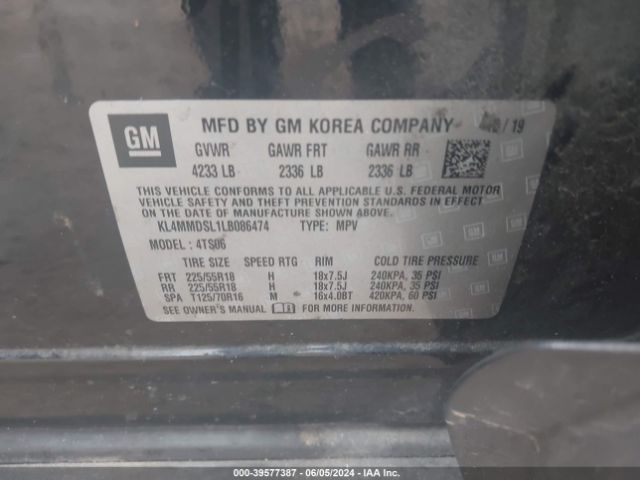 GM MFD BY GM KOREA COMPANY /19
GVWR GAWR FRT GAWR RR
4233 LB 2336 LB 2336 LB
THIS VEHICLE CONFORMS TO ALL APPLICABLE U.S. FEDERAL MOTOR
VEHICLE SAFETY AND THEFT PREVENTION STANDARDS IN EFFECT
ON THE DATE OF MANUFACTURE SHOWN ABOVE.
KL4MMDSL1LB086474 TYPE: MPV
MODEL: 4TS06
TIRE SIZE SPEED RTG RIM COLD TIRE PRESSURE
FRT 225/55R18 H 18x7.5J 240KPA, 35 PSI
RR 225/55R18 H 18x7.5J 240KPA, 35 PSI
SPA T125/70R16 M 16x4.0BT 420KPA, 60 PSI
SEE OWNER'S MANUAL FOR MORE INFORMATION.
000-39577387 - 06/05/2024 - IAA Inc.